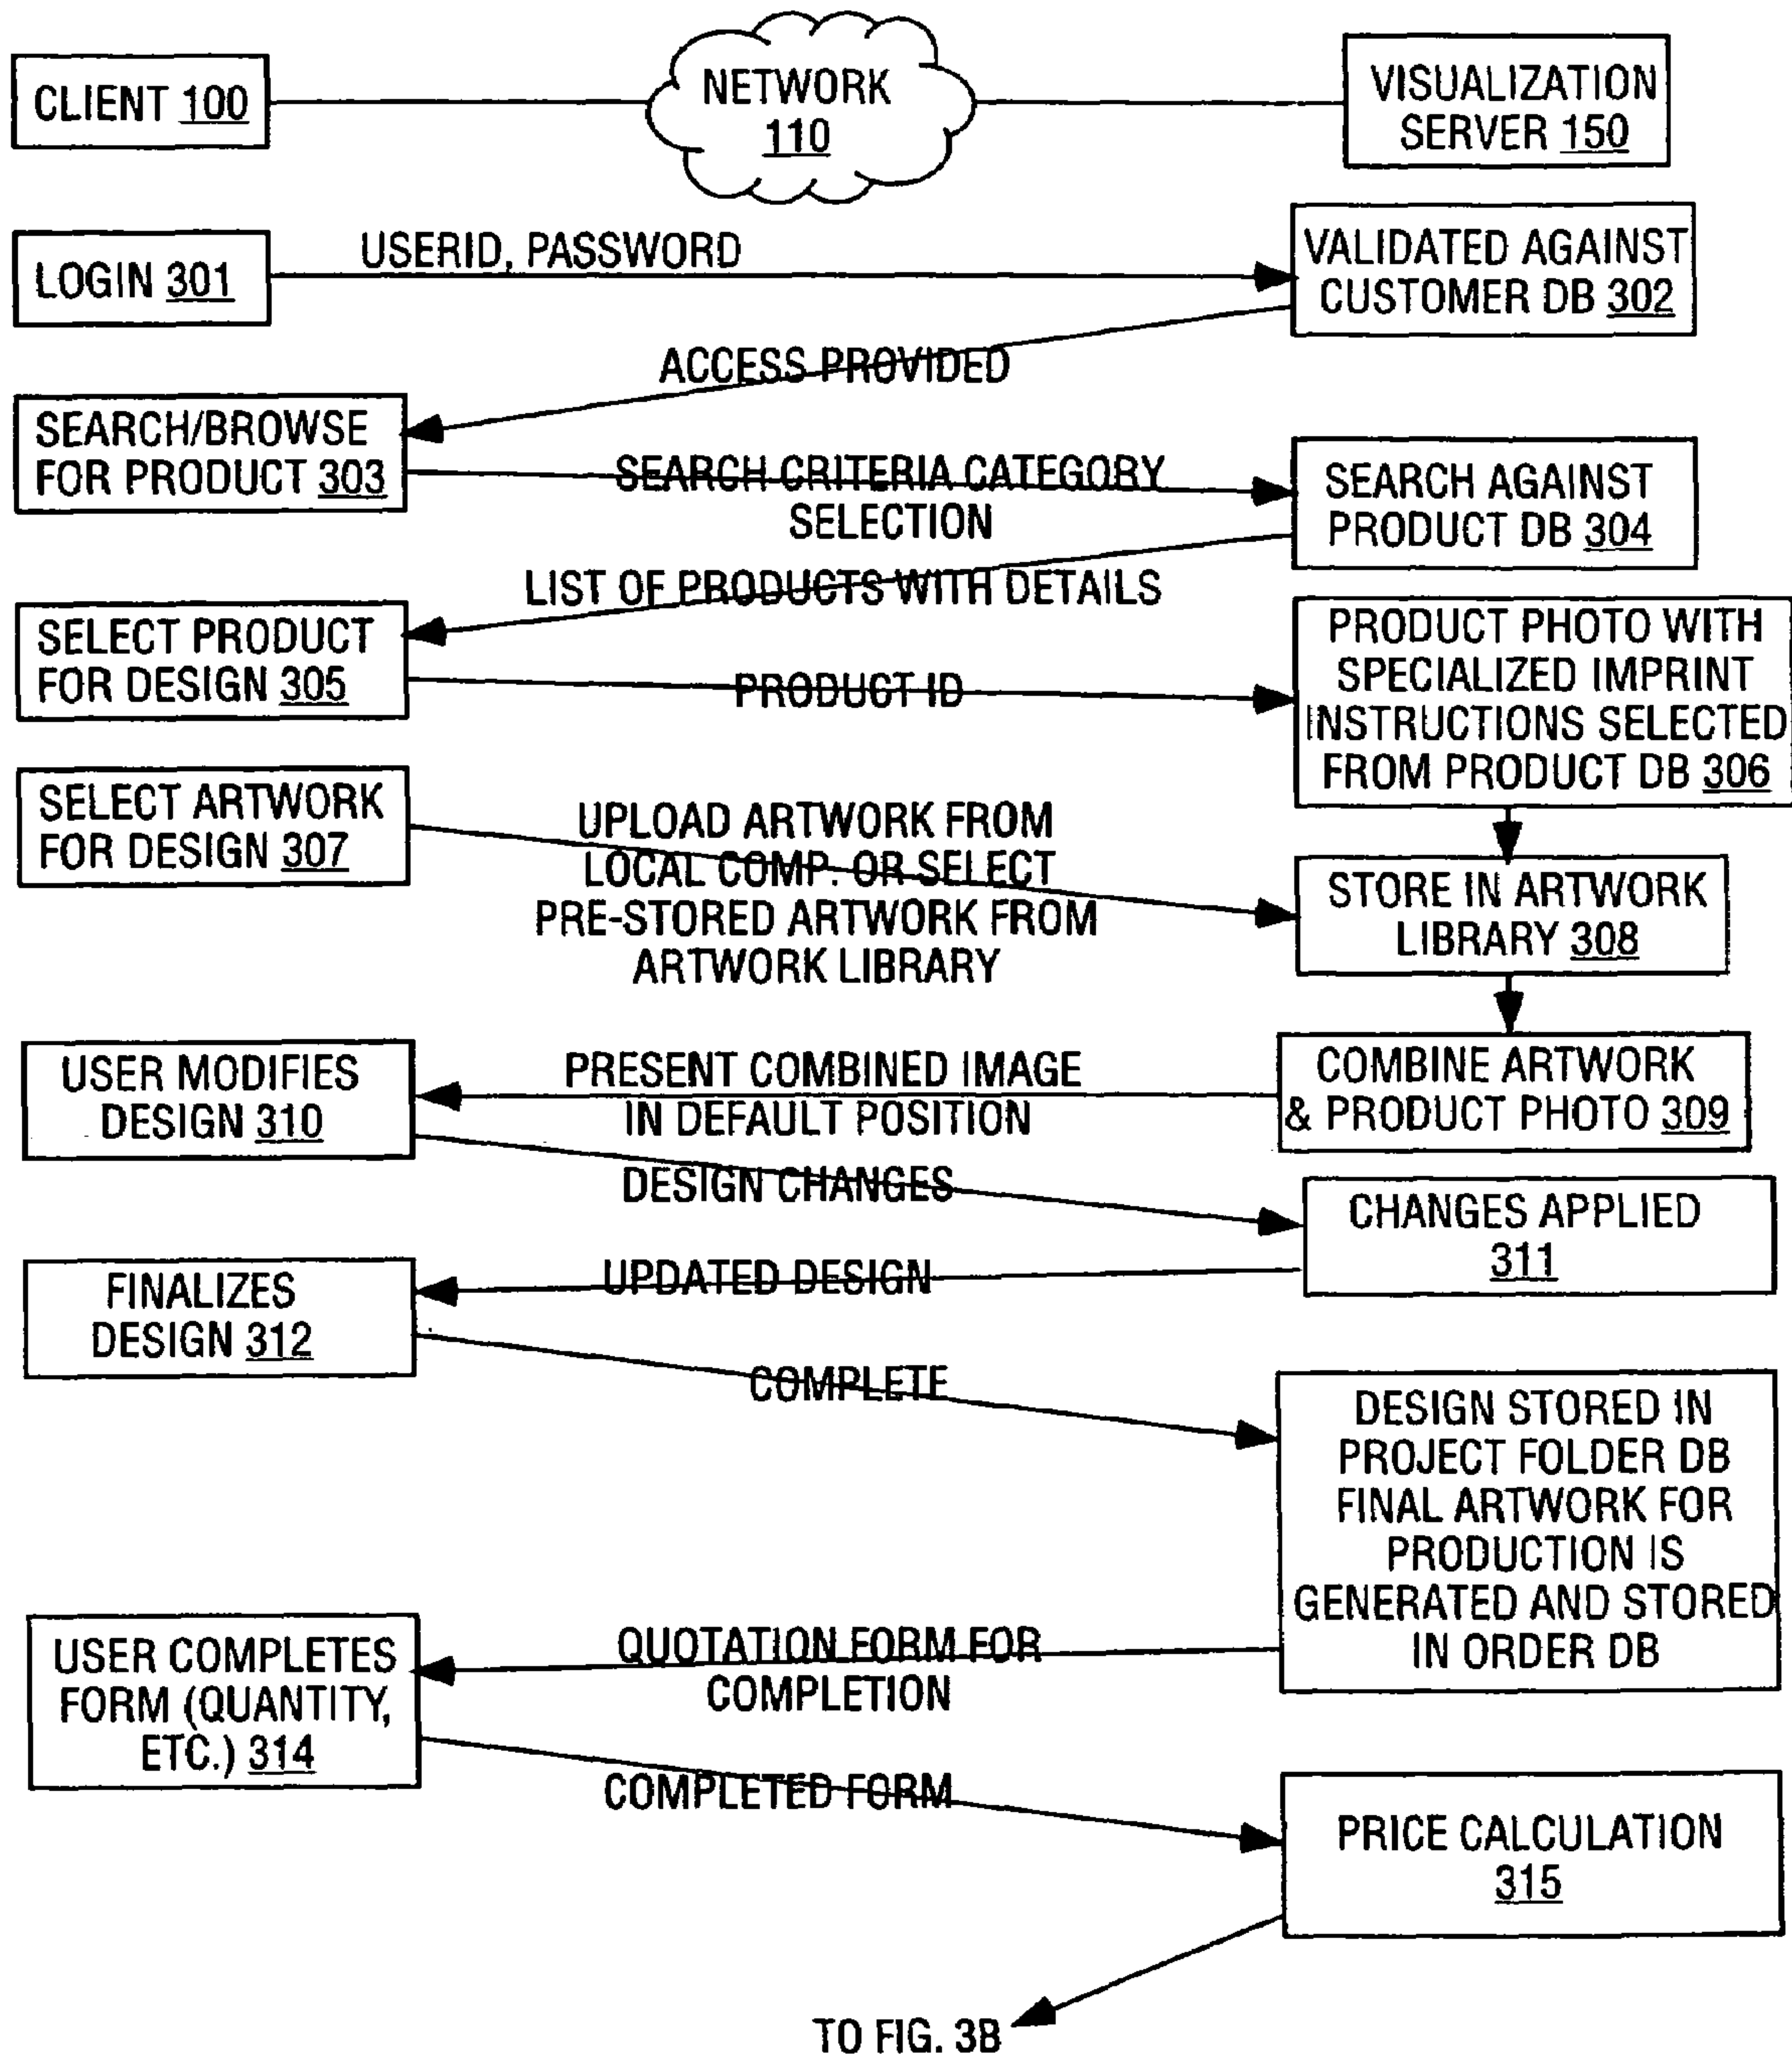 CLIENT 100
NETWORK
110
VISUALIZATION
SERVER 150
LOGIN 301
USERID, PASSWORD
VALIDATED AGAINST
CUSTOMER DB 302
ACCESS PROVIDED
SEARCH/BROWSE
FOR PRODUCT 303
SEARCH CRITERIA CATEGORY
SELECTION
SEARCH AGAINST
PRODUCT DB 304
LIST OF PRODUCTS WITH DETAILS
SELECT PRODUCT
FOR DESIGN 305
PRODUCT ID
PRODUCT PHOTO WITH
SPECIALIZED IMPRINT
INSTRUCTIONS SELECTED
FROM PRODUCT DB 306
SELECT ARTWORK
FOR DESIGN 307
UPLOAD ARTWORK FROM
LOCAL COMP. OR SELECT
PRE-STORED ARTWORK FROM
ARTWORK LIBRARY
STORE IN ARTWORK
LIBRARY 308
USER MODIFIES
DESIGN 310
PRESENT COMBINED IMAGE
IN DEFAULT POSITION
COMBINE ARTWORK
& PRODUCT PHOTO 309
DESIGN CHANGES
CHANGES APPLIED
311
FINALIZES
DESIGN 312
UPDATED DESIGN
COMPLETE
DESIGN STORED IN
PROJECT FOLDER DB
FINAL ARTWORK FOR
PRODUCTION IS
GENERATED AND STORED
IN ORDER DB
USER COMPLETES
FORM (QUANTITY,
ETC.) 314
QUOTATION FORM FOR
COMPLETION
COMPLETED FORM
PRICE CALCULATION
315
TO FIG. 3B